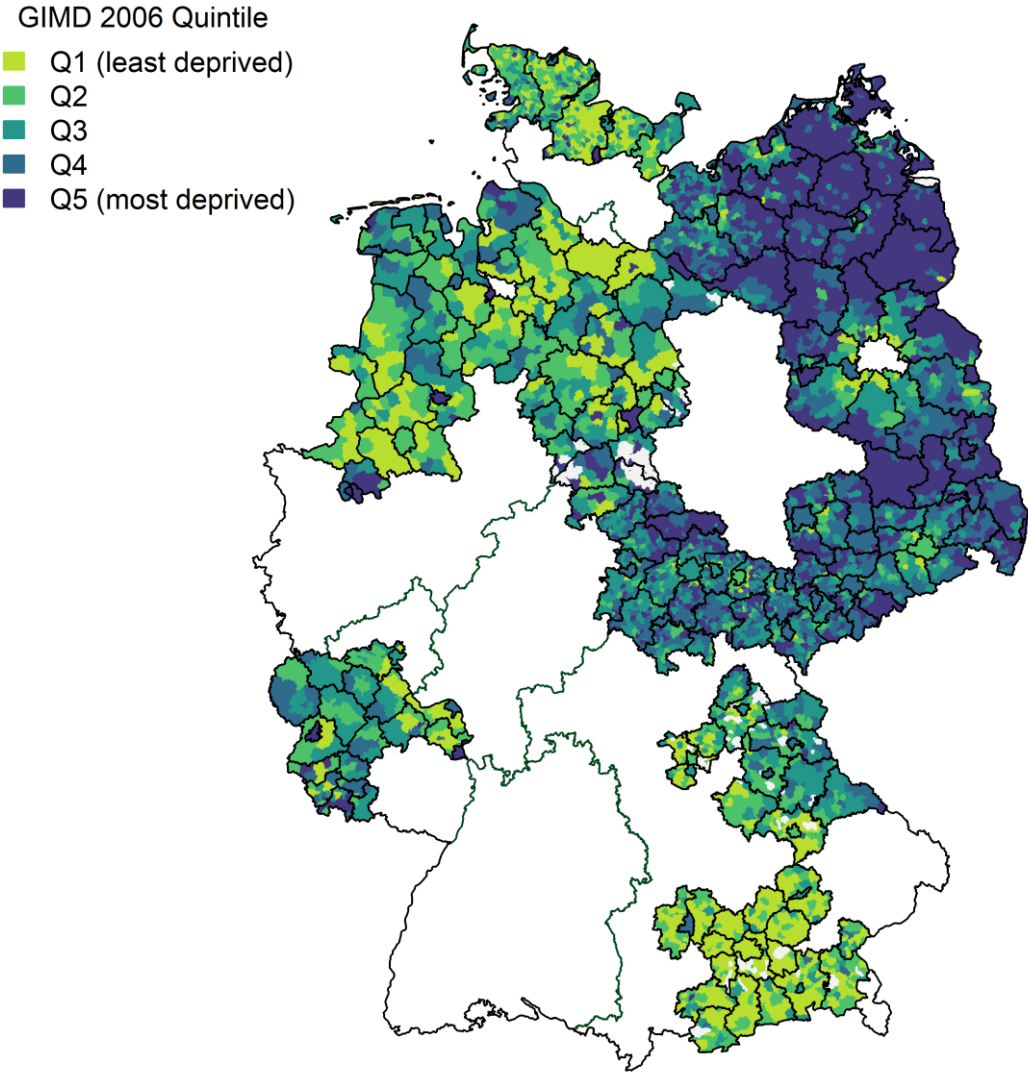 GIMD 2006 Quintile
Q1 (least deprived)
Q2
Q3
Q4
Q5 (most deprived)